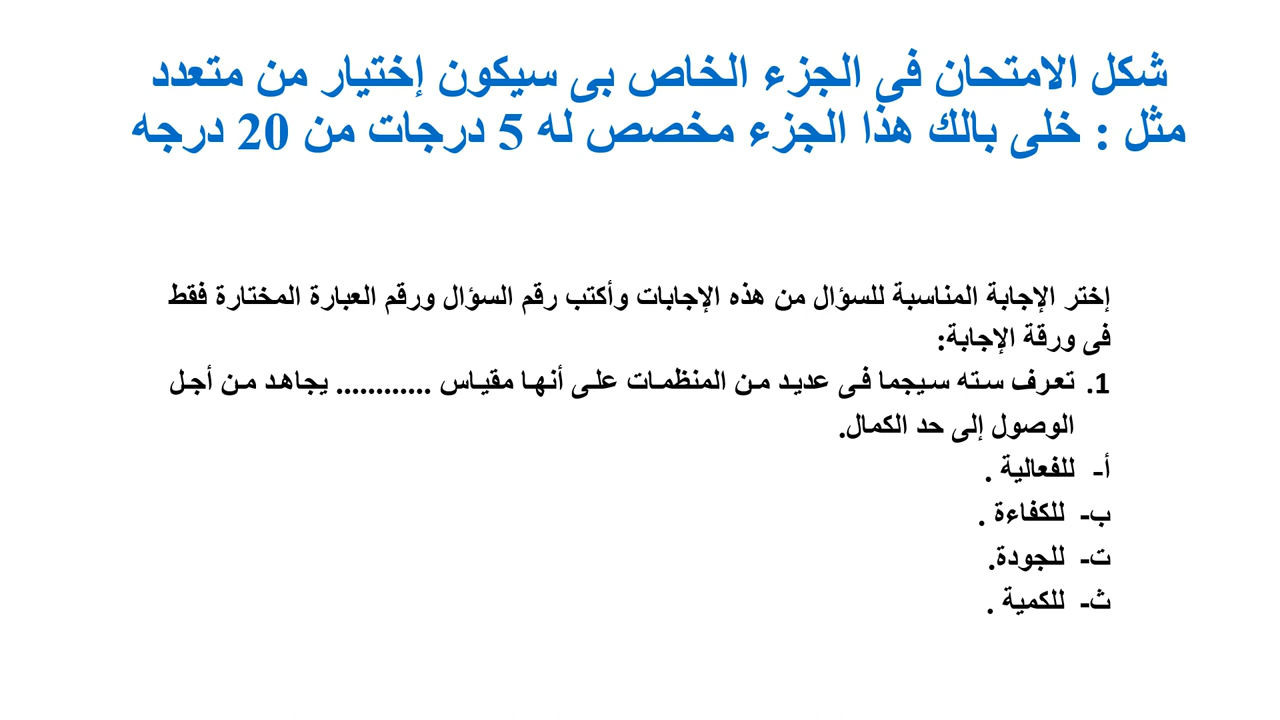 شكل الامتحان فى الجزء الخاص بى سيكون إختيار من متعدد
مثل : خلى بالك هذا الجزء مخصص له 5 درجات من 20 درجه
إختر الإجابة المناسبة للسؤال من هذه الإجابات وأكتب رقم السؤال ورقم العبارة المختارة فقط
فى ورقة الإجابة:
1. تعرف سته سيجما فى عديد من المنظمات على أنها مقياس ............ يجاهد من أجل
الوصول إلى حد الكمال.
أ- للفعالية .
ب- للكفاءة .
ت- للجودة.
ث- للكمية .